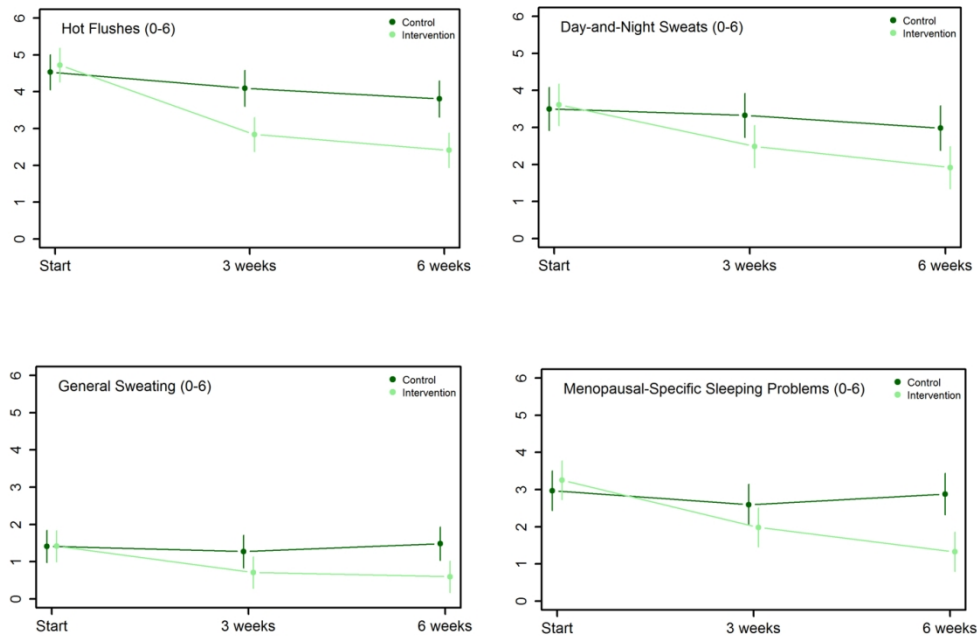 Hot Flushes (0-6)
Control
Intervention
6
5
4
3
2
1
0
Start 3 weeks 6 weeks
Day-and-Night Sweats (0-6)
Control
Intervention
6
5
4
3
2
1
0
Start 3 weeks 6 weeks
General Sweating (0-6)
Control
Intervention
6
5
4
3
2
1
0
Start 3 weeks 6 weeks
Menopausal-Specific Sleeping Problems (0-6)
Control
Intervention
6
5
4
3
2
1
0
Start 3 weeks 6 weeks